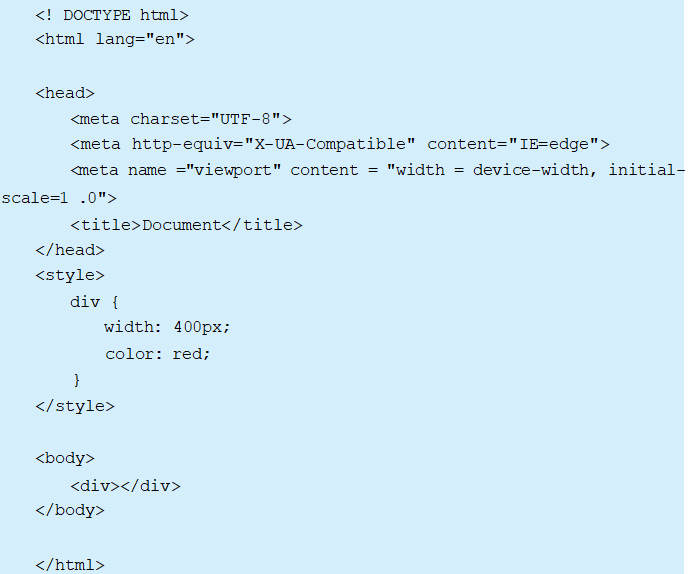 <! DOCTYPE html>
<html lang="en">
<head>
<meta charset="UTF-8">
<meta http-equiv="X-UA-Compatible" content="IE=edge">
<meta name ="viewport" content = "width = device-width, initial-
scale=1 .0">
<title>Document</title>
</head>
<style>
div {
width: 400px;
color: red;
}
</style>
<body>
<div></div>
</body>
</html>